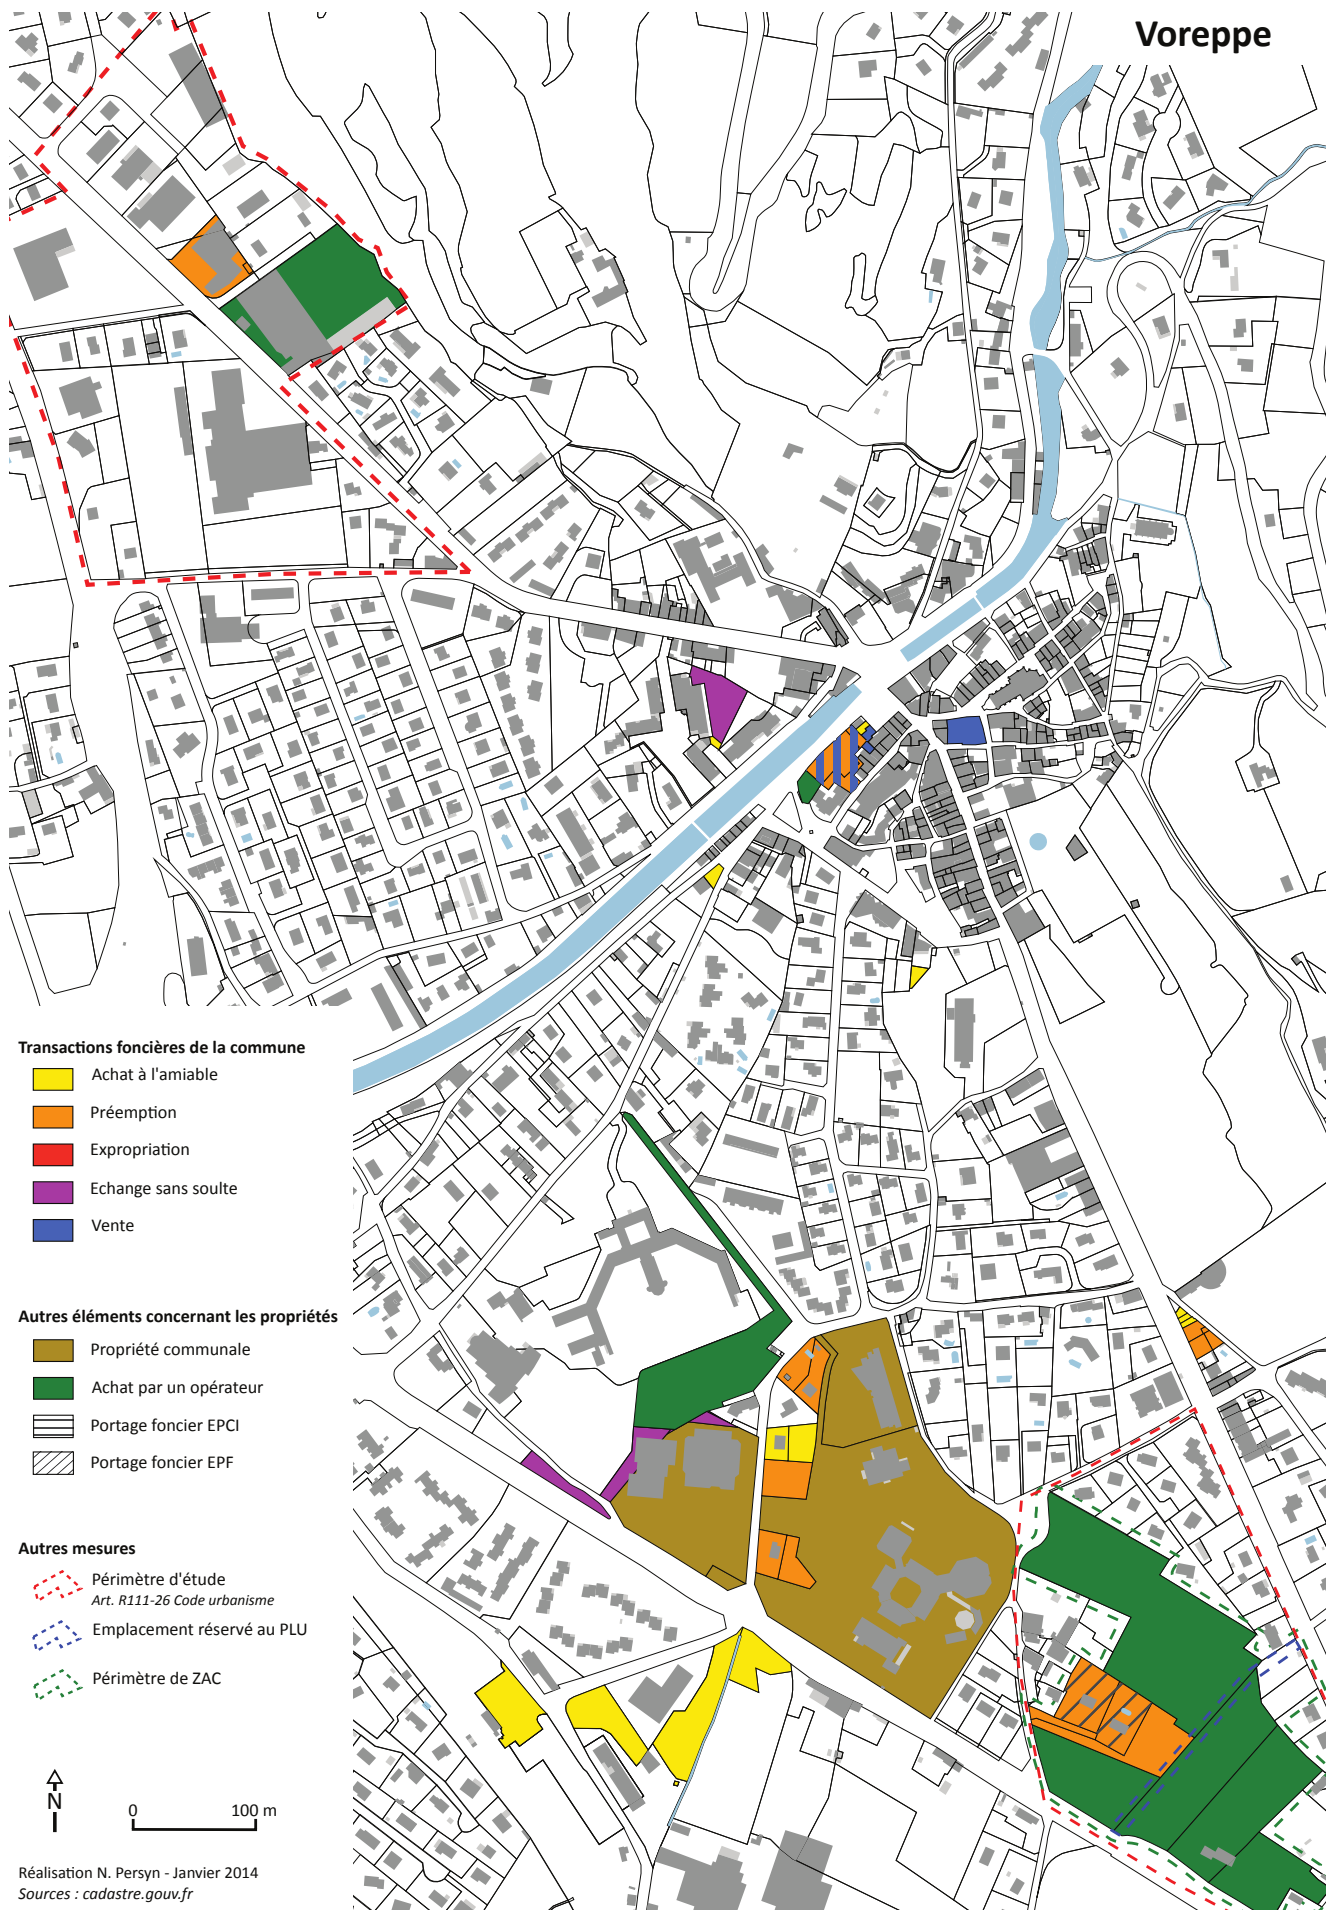 Voreppe
Transactions foncières de la commune
Achat à l'amiable
Préemption
Expropriation
Echange sans soulte
Vente
Autres éléments concernant les propriétés
Propriété communale
Achat par un opérateur
Portage foncier EPCI
Portage foncier EPF
Autres mesures
Périmètre d'étude
Art. R111-26 Code urbanisme
Emplacement réservé au PLU
Périmètre de ZAC
N
0 100 m
Réalisation N. Persyn - Janvier 2014
Sources : cadastre.gouv.fr